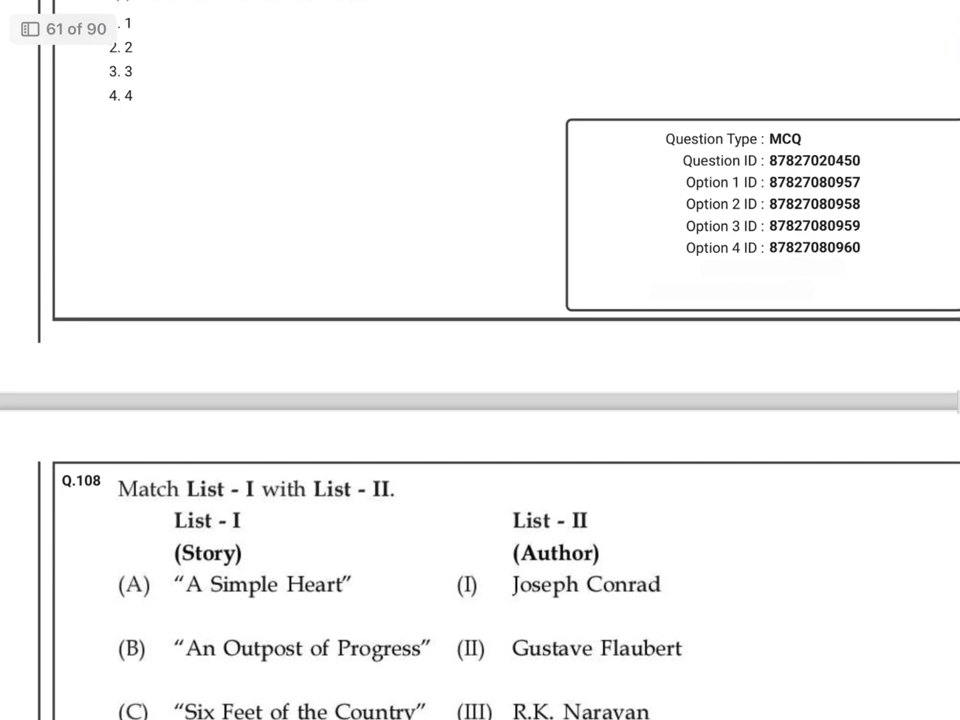 61 of 90
. 1
2. 2
3. 3
4. 4
Question Type : MCQ
Question ID : 87827020450
Option 1 ID : 87827080957
Option 2 ID : 87827080958
Option 3 ID : 87827080959
Option 4 ID : 87827080960
Q.108 Match List - I with List - II.
List - I List - II
(Story) (Author)
(A) “A Simple Heart” (I) Joseph Conrad
(B) “An Outpost of Progress” (II) Gustave Flaubert
(C) “Six Feet of the Country” (III) R.K. Narayan